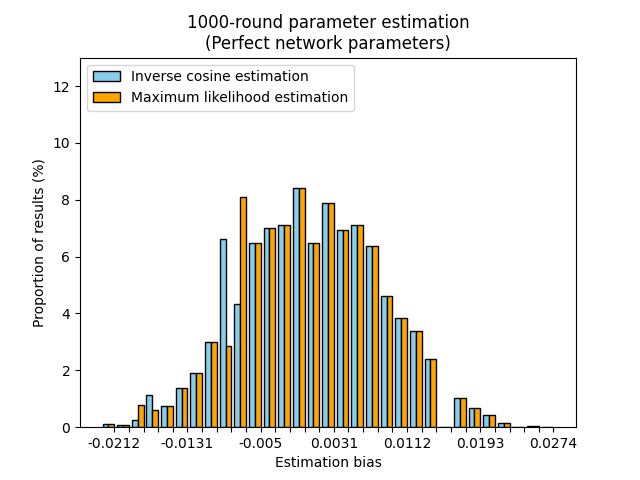 1000-round parameter estimation
(Perfect network parameters)
Inverse cosine estimation
Maximum likelihood estimation
Proportion of results (%)
12
10
8
6
4
2
0
-0.0212 -0.0131 -0.005 0.0031 0.0112 0.0193 0.0274
Estimation bias